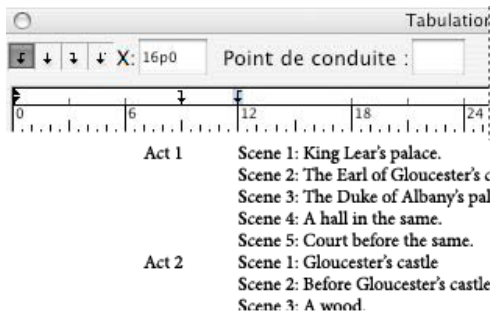 Tabulation
X: 16p0 Point de conduite :
0 6 12 18 24
Act 1 Scene 1: King Lear's palace.
Scene 2: The Earl of Gloucester's c
Scene 3: The Duke of Albany's pal
Scene 4: A hall in the same.
Scene 5: Court before the same.
Act 2 Scene 1: Gloucester's castle
Scene 2: Before Gloucester's castle
Scene 3: A wood.